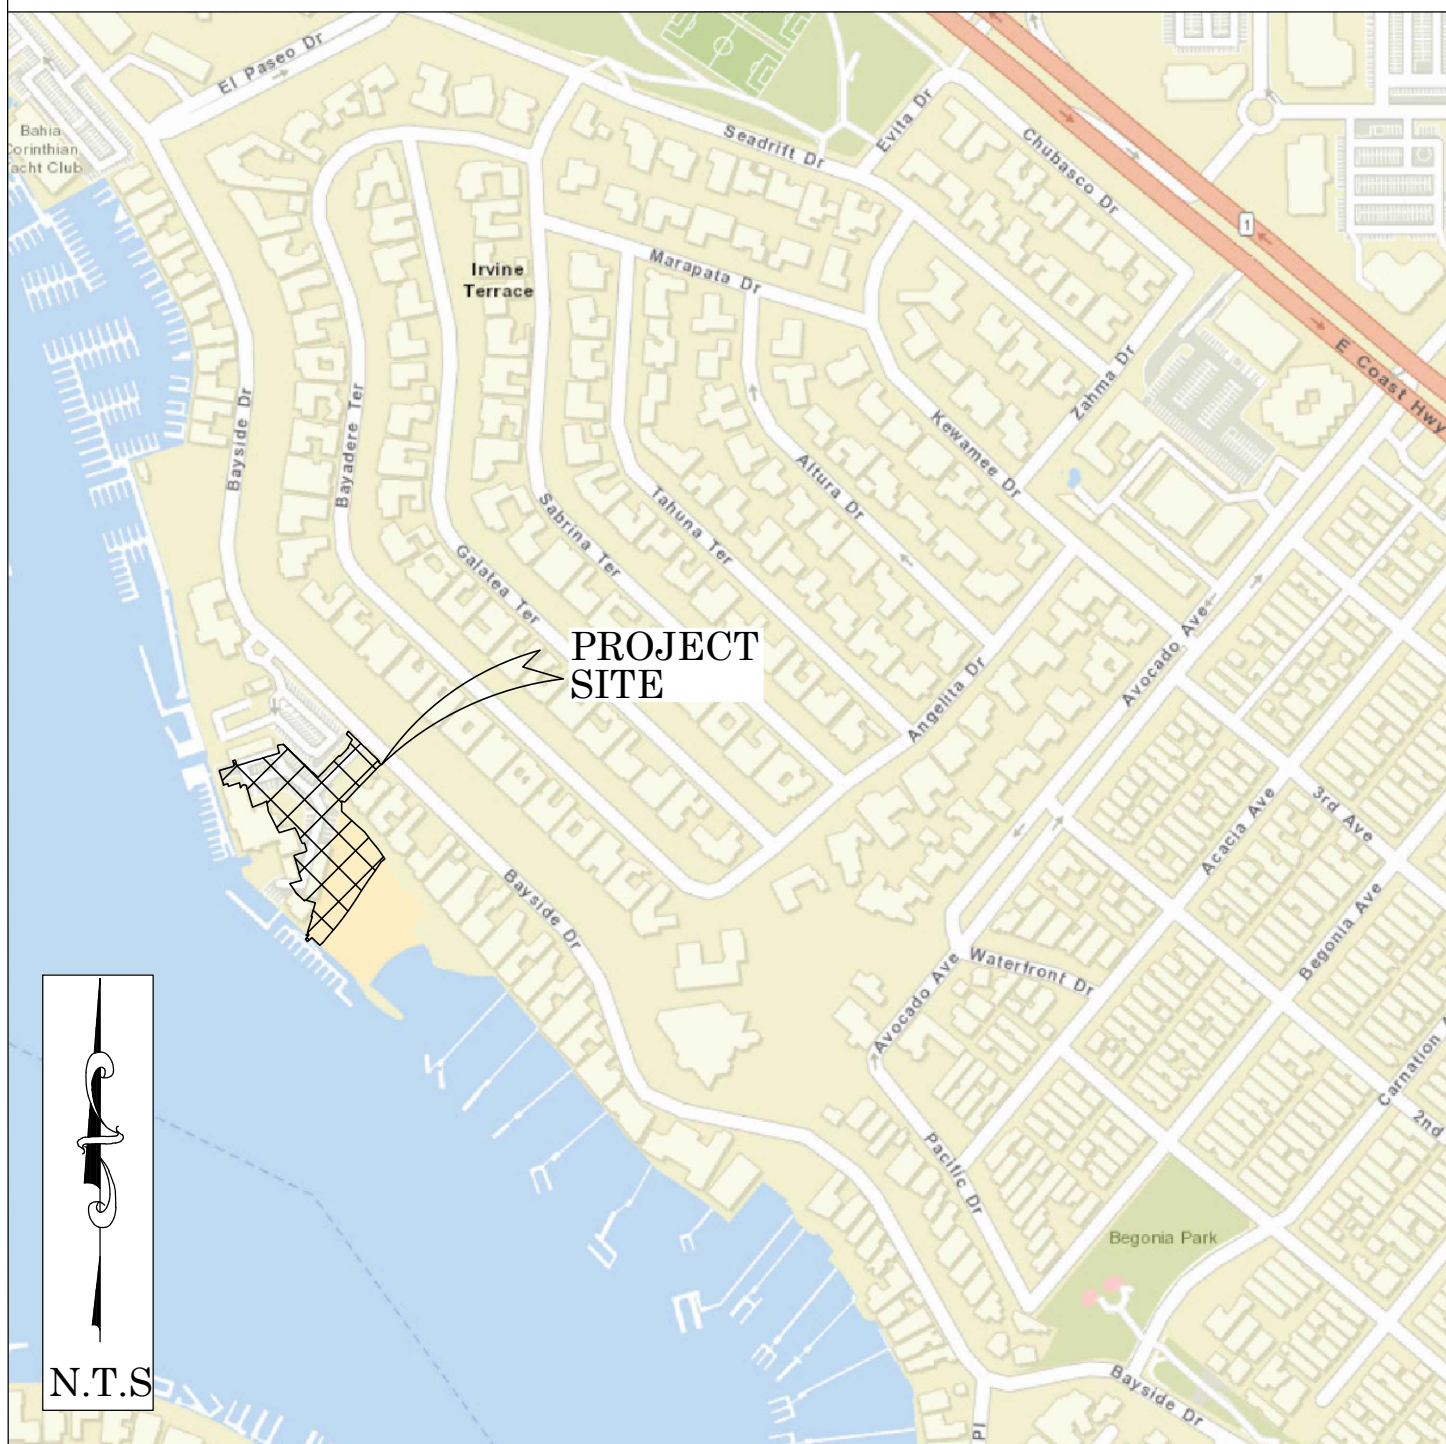 El Paseo Dr
Bahia
Corinthian
Yacht Club
Seadrift Dr
Evita Dr
Chubasco Dr
1
Irvine
Terrace
Marapata Dr
Zahma Dr
E Coast Hwy
Bayside Dr
Bayadere Ter
Kewamee Dr
Altura Dr
Tahuna Ter
Sabrina Ter
Galatea Ter
PROJECT
SITE
Avocado Ave
Angelita Dr
3rd Ave
Acacia Ave
Bayside Dr
Begonia Ave
Waterfront Dr
Avocado Ave
Carnation A
2nd
Pacific Dr
Begonia Park
N.T.S
Bayside Dr
Pl